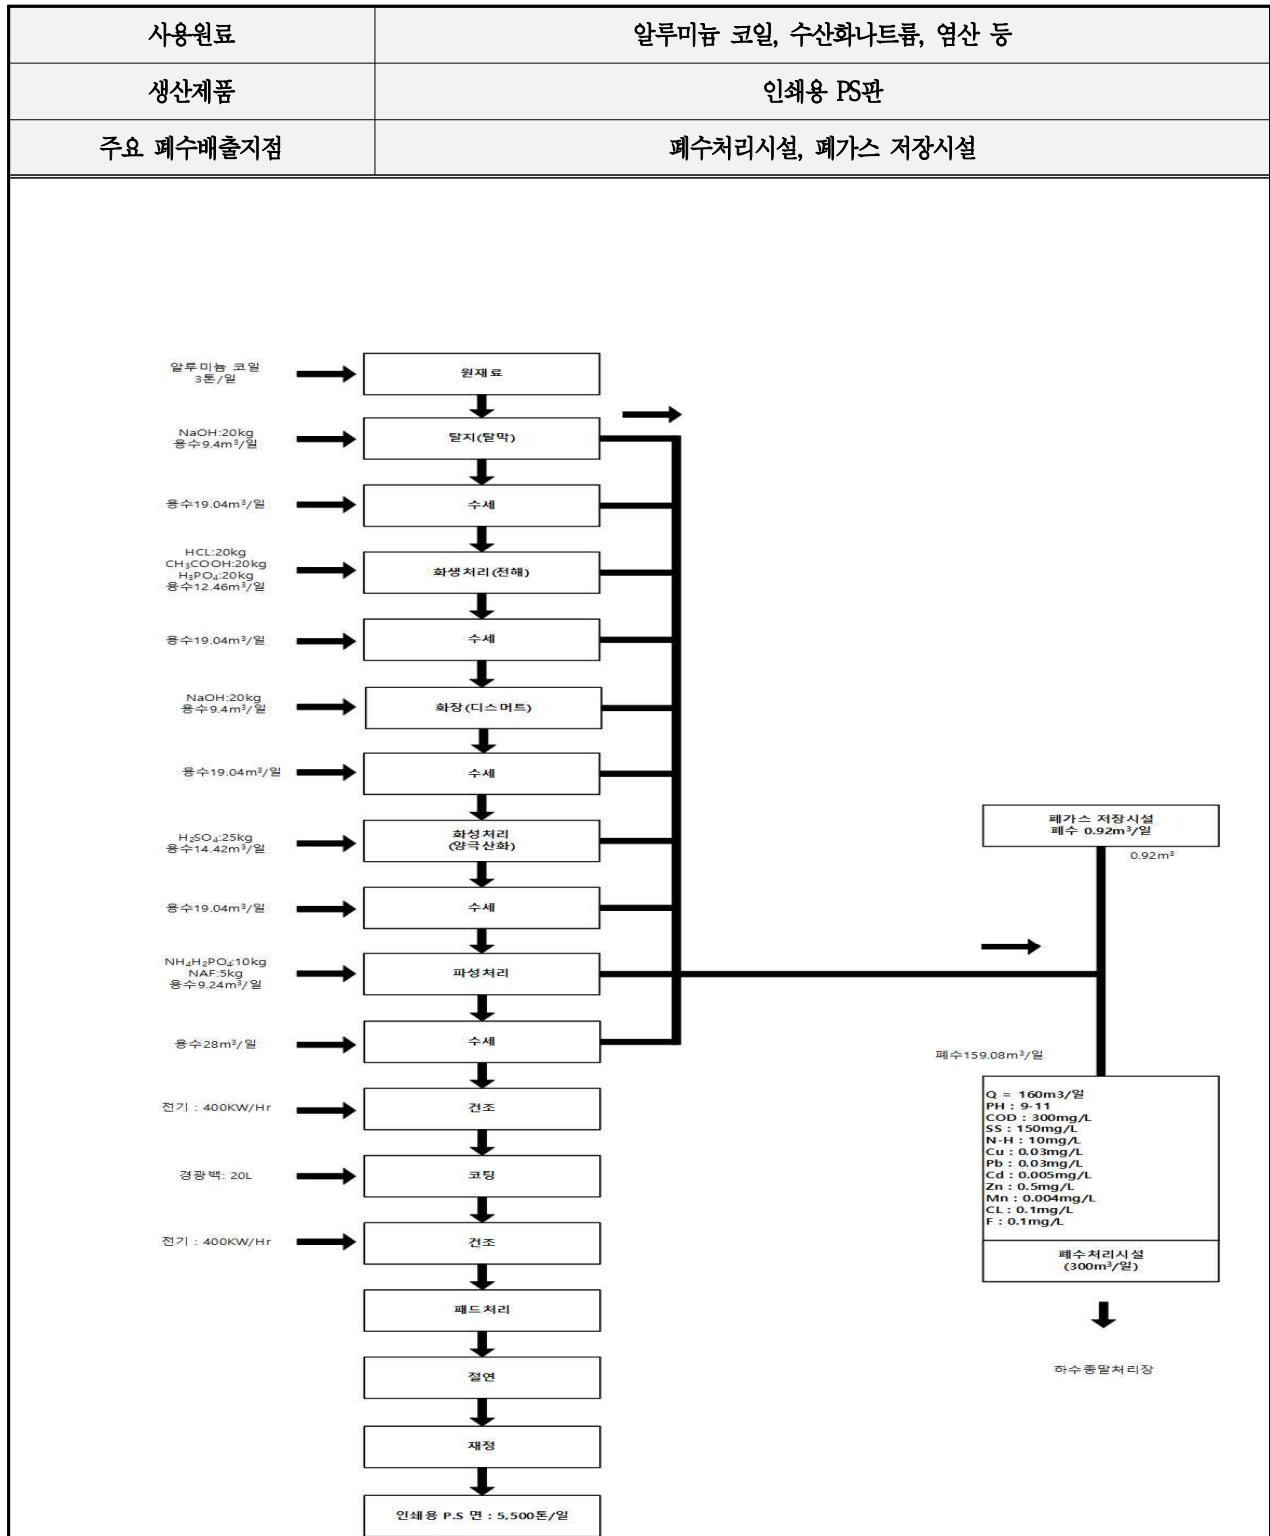 사용원료 알루미늄 코일, 수산화나트륨, 염산 등
생산제품 인쇄용 PS판
주요 폐수배출지점 폐수처리시설, 폐가스 저장시설
알루미늄 코일
3톤/일
원재료
NaOH:20kg
용수9.4m³/일
탈지(탈막)
용수19.04m³/일
수세
HCL:20kg
CH₃COOH:20kg
H₃PO₄:20kg
용수12.46m³/일
화생처리(전해)
용수19.04m³/일
수세
NaOH:20kg
용수9.4m³/일
화장(디스머트)
용수19.04m³/일
수세
H₂SO₄:25kg
용수14.42m³/일
화성처리
(양극산화)
용수19.04m³/일
수세
NH₄H₂PO₄:10kg
NAF:5kg
용수9.24m³/일
파성처리
용수28m³/일
수세
전기 : 400KW/Hr
건조
경광백: 20L
코팅
전기 : 400KW/Hr
건조
패드처리
절연
재정
인쇄용 P.S 면 : 5,500톤/일
폐가스 저장시설
폐수 0.92m³/일
0.92m³
폐수159.08m³/일
Q = 160m3/일
PH : 9-11
COD : 300mg/L
SS : 150mg/L
N-H : 10mg/L
Cu : 0.03mg/L
Pb : 0.03mg/L
Cd : 0.005mg/L
Zn : 0.5mg/L
Mn : 0.004mg/L
CL : 0.1mg/L
F : 0.1mg/L
폐수처리시설
(300m³/일)
하수종말처리장